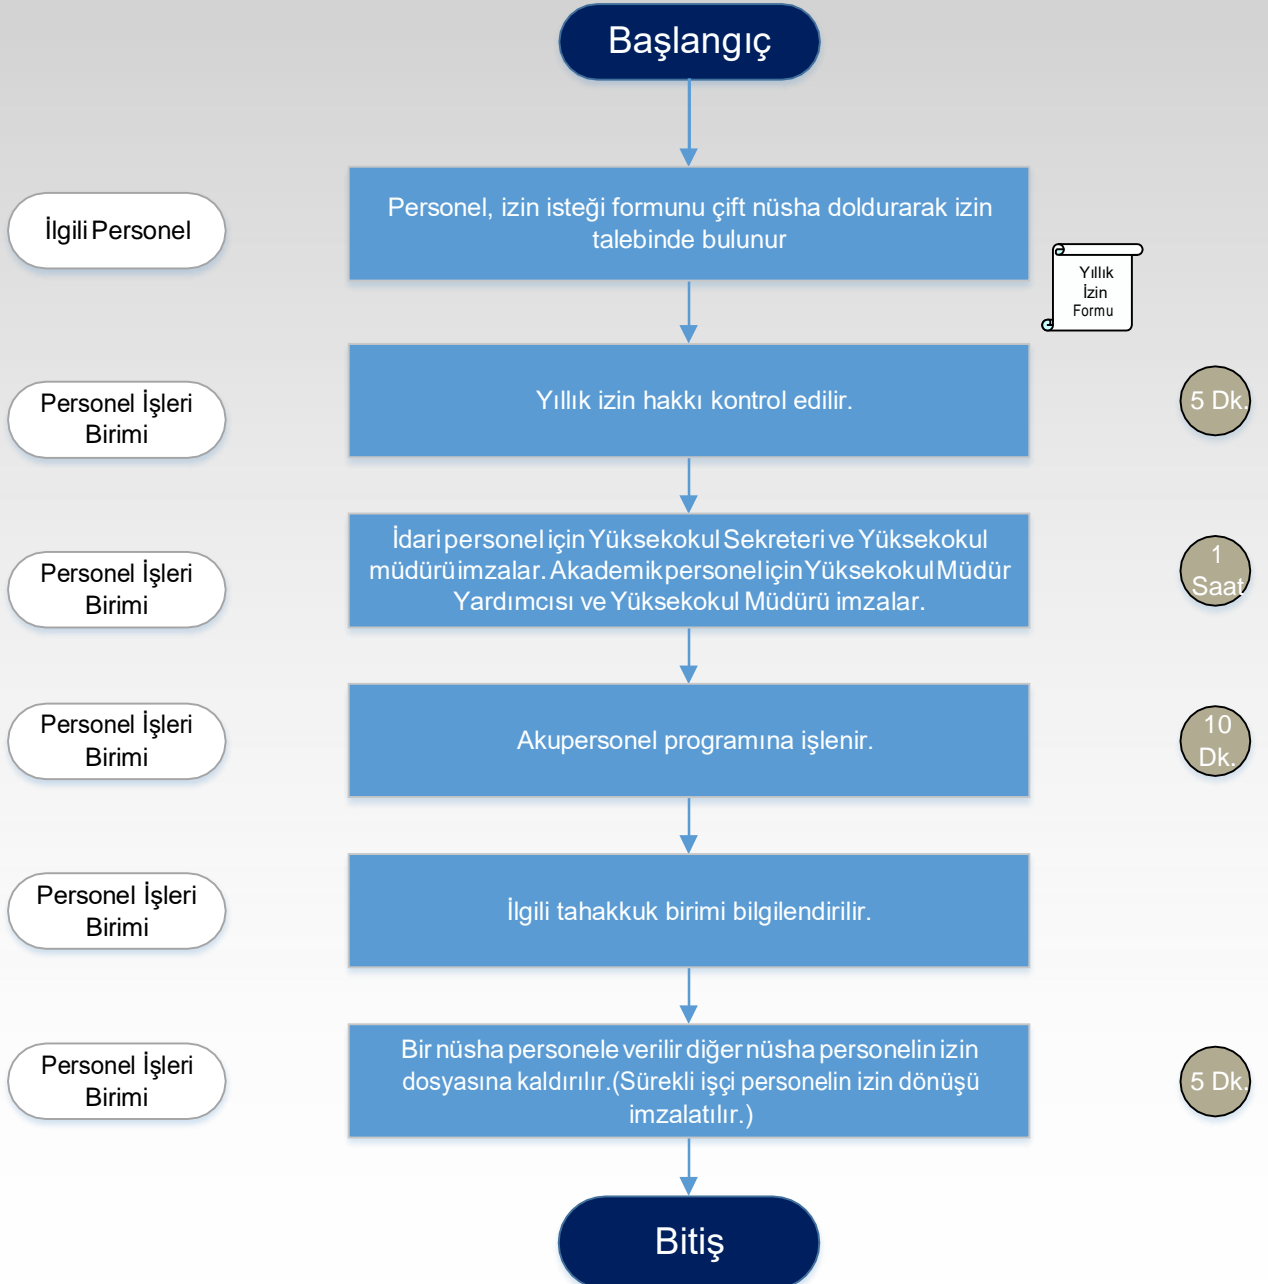 Başlangıç
İlgili Personel
Personel, izin isteği formunu çift nüsha doldurarak izin
talebinde bulunur
Yıllık
İzin
Formu
Personel İşleri
Birimi
Yıllık izin hakkı kontrol edilir.
5 Dk.
Personel İşleri
Birimi
İdari personel için Yüksekokul Sekreteri ve Yüksekokul
müdürü imzalar. Akademik personel için Yüksekokul Müdür
Yardımcısı ve Yüksekokul Müdürü imzalar.
1
Saat
Personel İşleri
Birimi
Akupersonel programına işlenir.
10
Dk.
Personel İşleri
Birimi
İlgili tahakkuk birimi bilgilendirilir.
Personel İşleri
Birimi
Bir nüsha personele verilir diğer nüsha personelin izin
dosyasına kaldırılır.(Sürekli işçi personelin izin dönüşü
imzalatılır.)
5 Dk.
Bitiş